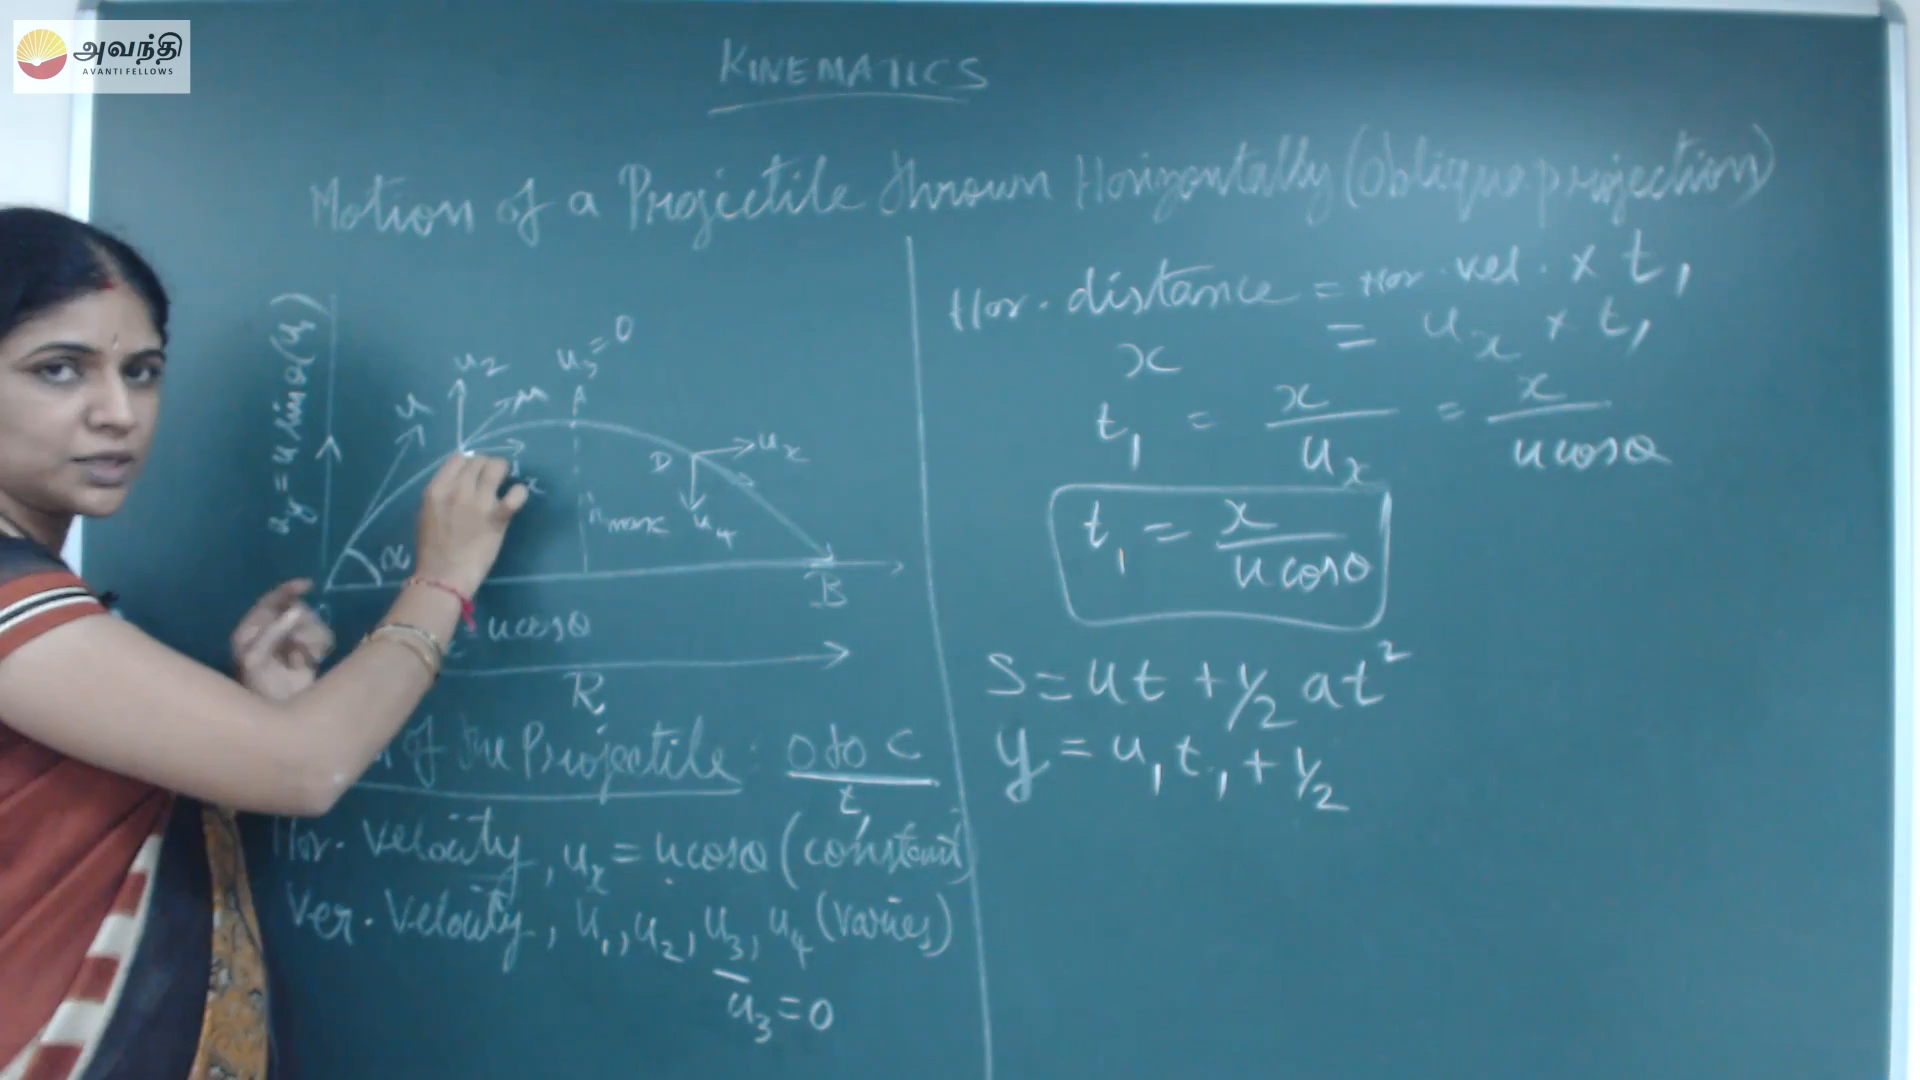 அவந்தி
AVANTI FELLOWS
KINEMATICS
Motion of a Projectile thrown Horizontally (Oblique projection)
uy = u sin θ (u1)
u
u2
u
u3 = 0
A
ux
D
u4
hmax
x
α
B
= u cos θ
R
of the Projectile : O to C
t1
Hor. velocity, ux = u cos θ (constant)
Ver. Velocity, u1, u2, u3, u4 (varies)
u3 = 0
Hor. distance = Hor. vel. × t1
x = ux × t1
t1 = x / ux = x / u cos θ
t1 = x / u cos θ
S = ut + 1/2 at²
y = u1 t1 + 1/2